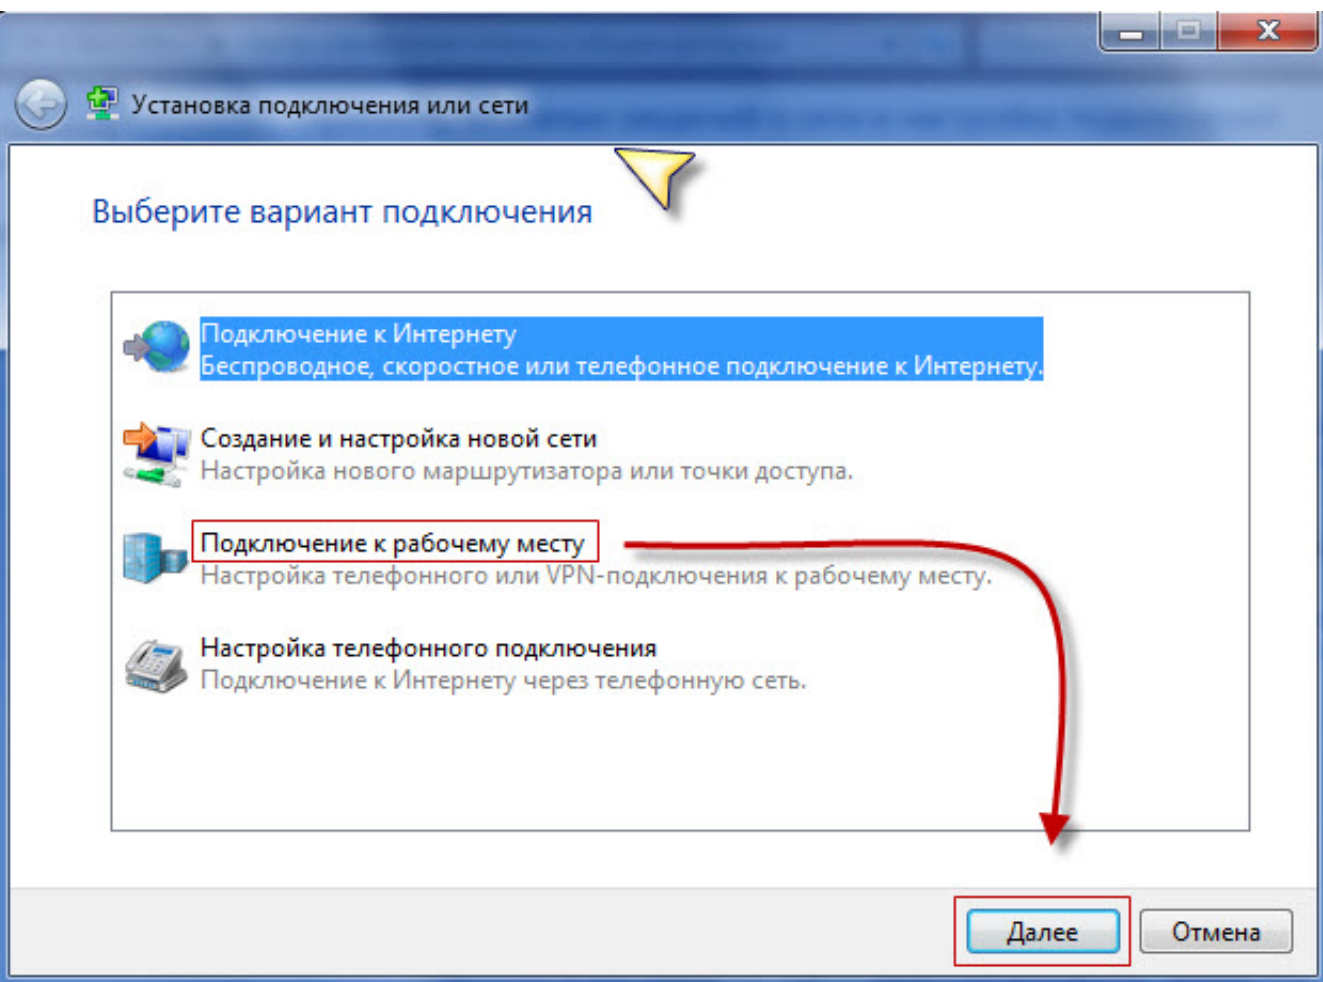 Установка подключения или сети
Выберите вариант подключения
Подключение к Интернету
Беспроводное, скоростное или телефонное подключение к Интернету.
Создание и настройка новой сети
Настройка нового маршрутизатора или точки доступа.
Подключение к рабочему месту
Настройка телефонного или VPN-подключения к рабочему месту.
Настройка телефонного подключения
Подключение к Интернету через телефонную сеть.
Далее
Отмена